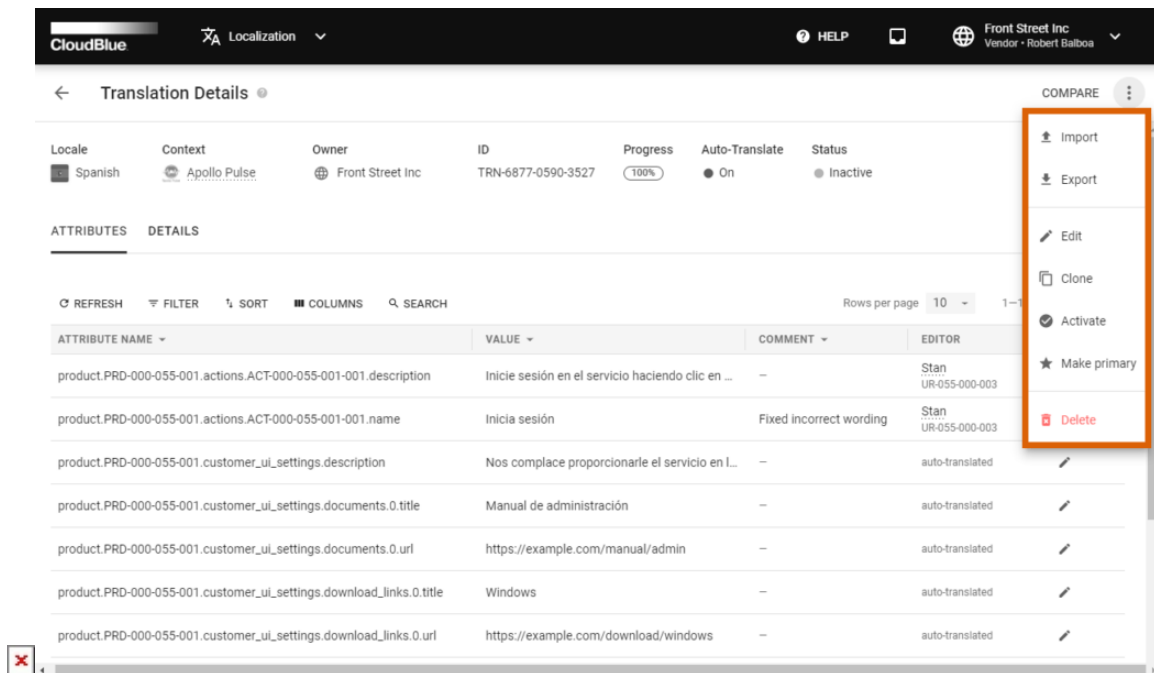 CloudBlue Localization HELP Front Street Inc
Vendor • Robert Balboa
Translation Details COMPARE
Locale Context Owner ID Progress Auto-Translate Status
Spanish Apollo Pulse Front Street Inc TRN-6877-0590-3527 100% On Inactive
Import
Export
Edit
Clone
Activate
Make primary
Delete
ATTRIBUTES DETAILS
REFRESH FILTER SORT COLUMNS SEARCH Rows per page 10 1–1
ATTRIBUTE NAME VALUE COMMENT EDITOR
product.PRD-000-055-001.actions.ACT-000-055-001-001.description Inicie sesión en el servicio haciendo clic en ... – Stan
UR-055-000-003
product.PRD-000-055-001.actions.ACT-000-055-001-001.name Inicia sesión Fixed incorrect wording Stan
UR-055-000-003
product.PRD-000-055-001.customer_ui_settings.description Nos complace proporcionarle el servicio en l... – auto-translated
product.PRD-000-055-001.customer_ui_settings.documents.0.title Manual de administración – auto-translated
product.PRD-000-055-001.customer_ui_settings.documents.0.url https://example.com/manual/admin – auto-translated
product.PRD-000-055-001.customer_ui_settings.download_links.0.title Windows – auto-translated
product.PRD-000-055-001.customer_ui_settings.download_links.0.url https://example.com/download/windows – auto-translated